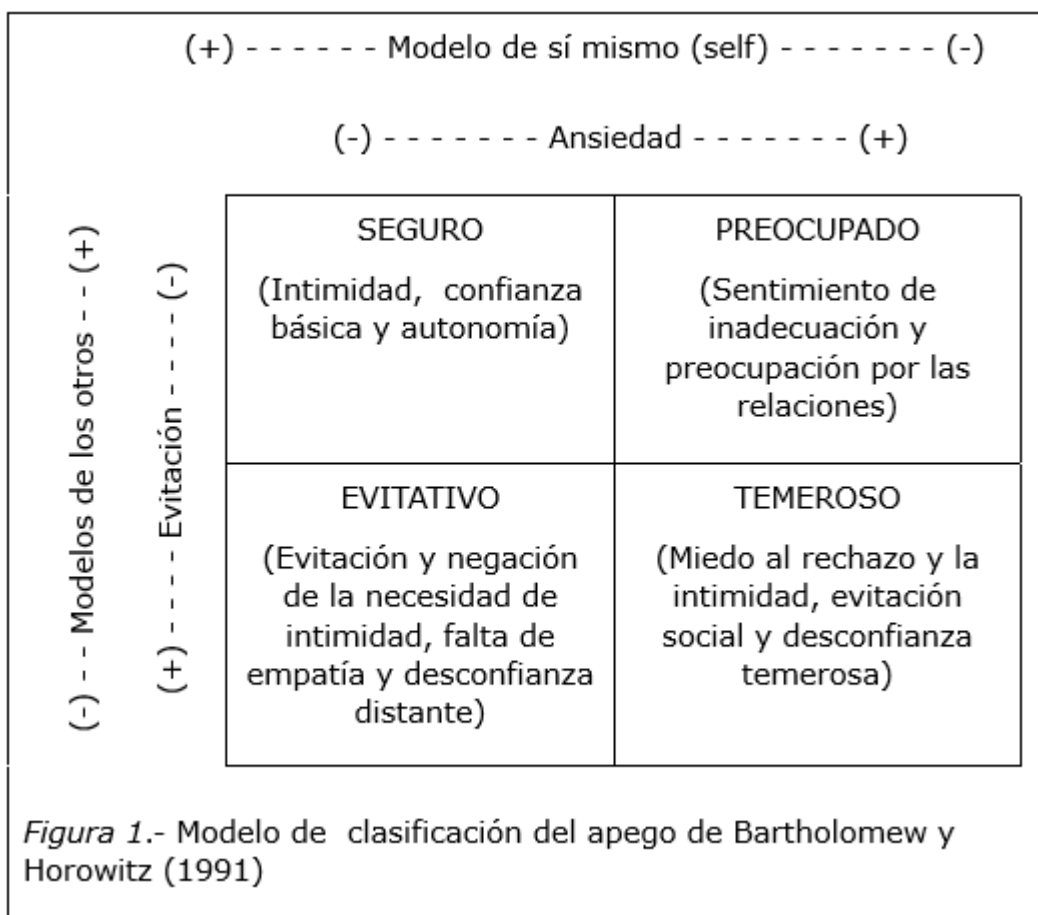 (+) - - - - - - Modelo de sí mismo (self) - - - - - - - (-)
(-) - - - - - - - Ansiedad - - - - - - - (+)
(-) - - Modelos de los otros - - (+)
(+) - - - - Evitación - - - - - (-)
SEGURO
(Intimidad, confianza
básica y autonomía)
PREOCUPADO
(Sentimiento de
inadecuación y
preocupación por las
relaciones)
EVITATIVO
(Evitación y negación
de la necesidad de
intimidad, falta de
empatía y desconfianza
distante)
TEMEROSO
(Miedo al rechazo y la
intimidad, evitación
social y desconfianza
temerosa)
Figura 1.- Modelo de clasificación del apego de Bartholomew y
Horowitz (1991)